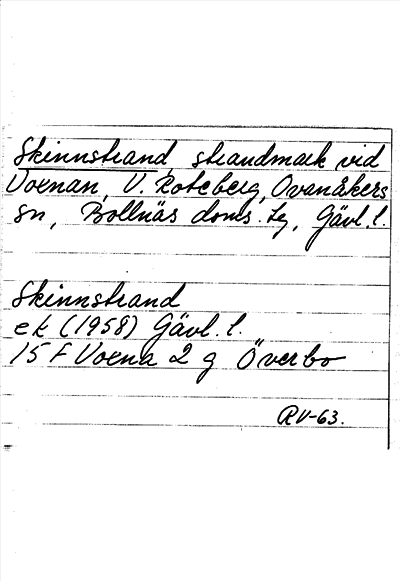 Skinnstrand, strandmark vid
Voxnan, V. Roteberg, Ovanåkers
sn, Bollnäs doms. tg, Gävl. l.
Skinnstrand
ek (1958) Gävl. l.
15 F Voxna 2 g Överbo
RV-63.